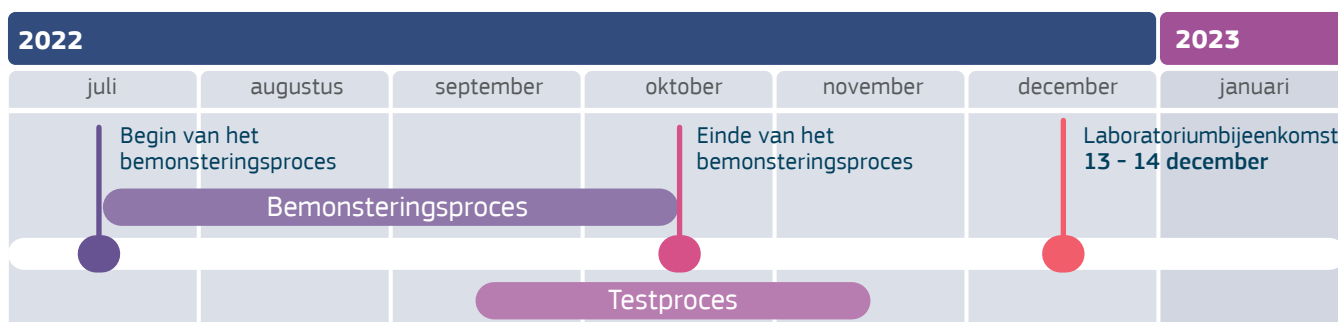 2022
2023
juli
augustus
september
oktober
november
december
januari
Begin van het
bemonsteringsproces
Einde van het
bemonsteringsproces
Laboratoriumbijeenkomst
13 - 14 december
Bemonsteringsproces
Testproces